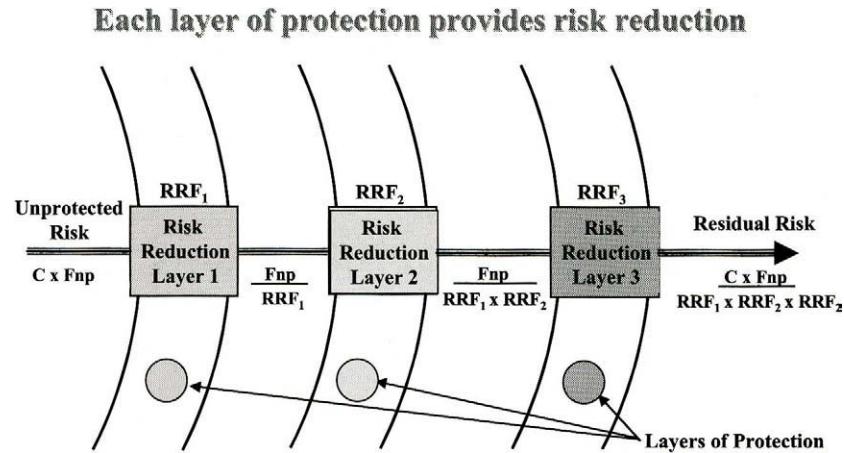 Each layer of protection provides risk reduction
RRF₁
RRF₂
RRF₃
Unprotected
Risk
Risk
Reduction
Layer 1
Risk
Reduction
Layer 2
Risk
Reduction
Layer 3
Residual Risk
C x Fnp
Fnp
RRF₁
Fnp
RRF₁ x RRF₂
C x Fnp
RRF₁ x RRF₂ x RRF₂
Layers of Protection